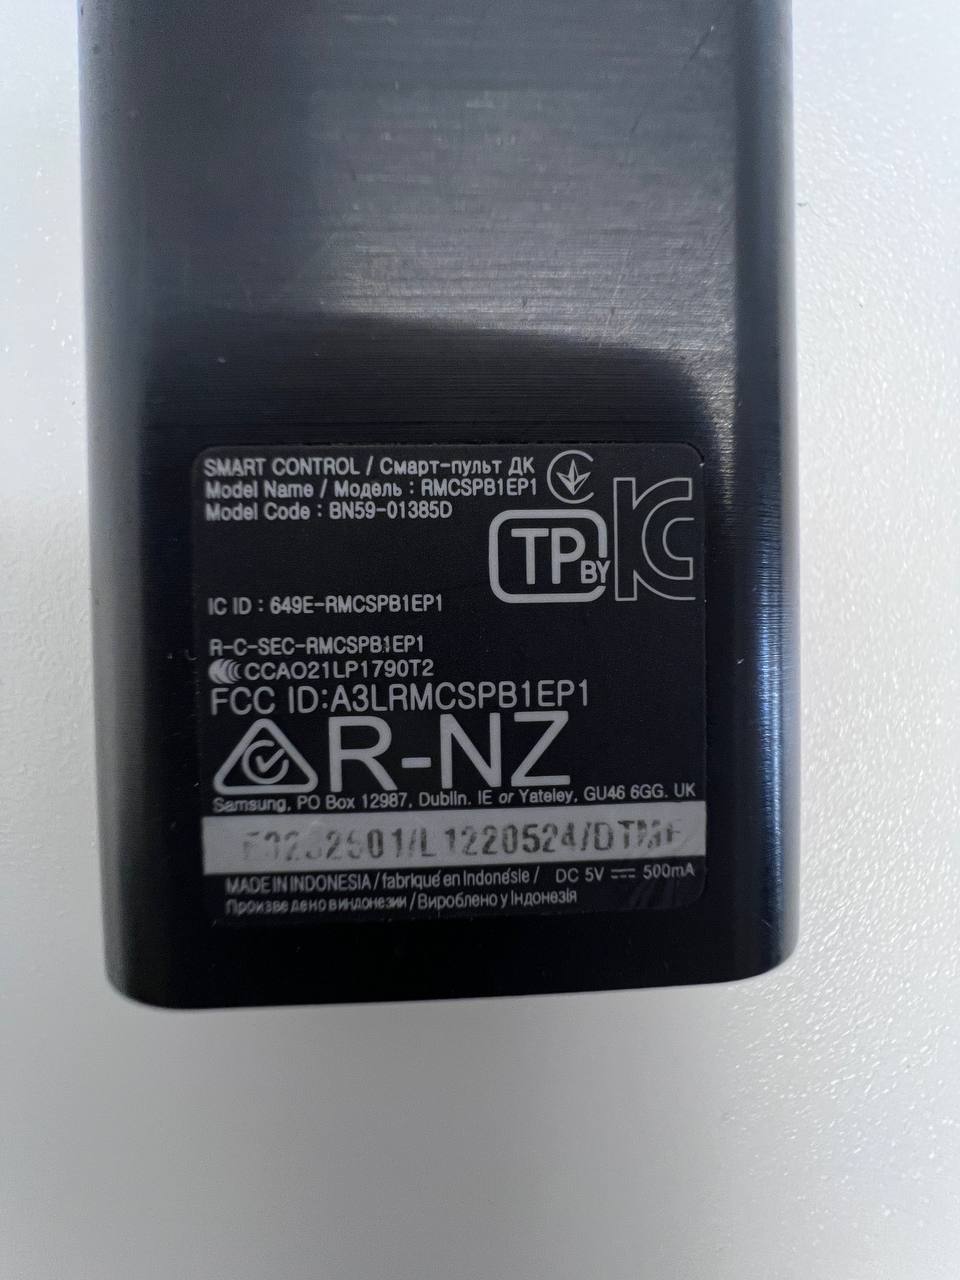 SMART CONTROL / Смарт-пульт ДК
Model Name / Модель : RMCSPB1EP1
Model Code : BN59-01385D
TP BY
IC ID : 649E-RMCSPB1EP1
R-C-SEC-RMCSPB1EP1
CCAO21LP1790T2
FCC ID:A3LRMCSPB1EP1
R-NZ
Samsung, PO Box 12987, Dublin. IE or Yateley, GU46 6GG. UK
MADE IN INDONESIA / fabriqué en Indonésie / DC 5V 500mA
Произведено в индонезии / Вироблено у Індонезія